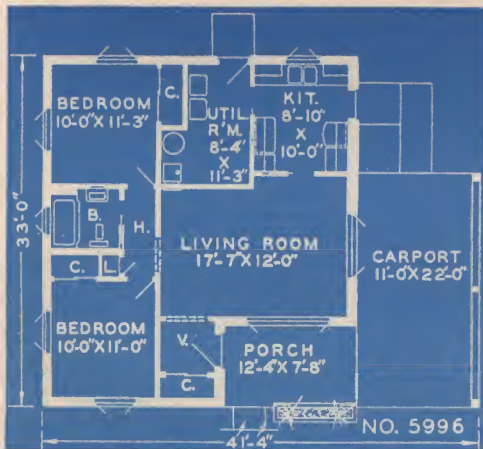 BEDROOM
10'-0"X11'-3"
C.
UTIL
R'M.
8'-4"
X
11'-3"
KIT.
8'-10"
X
10'-0"
33'-0"
B.
H.
LIVING ROOM
17'-7"X12'-0"
CARPORT
11'-0"X22'-0"
C.
L.
BEDROOM
10'-0"X11'-0"
V.
C.
PORCH
12'-4"X7'-8"
NO. 5996
41'-4"